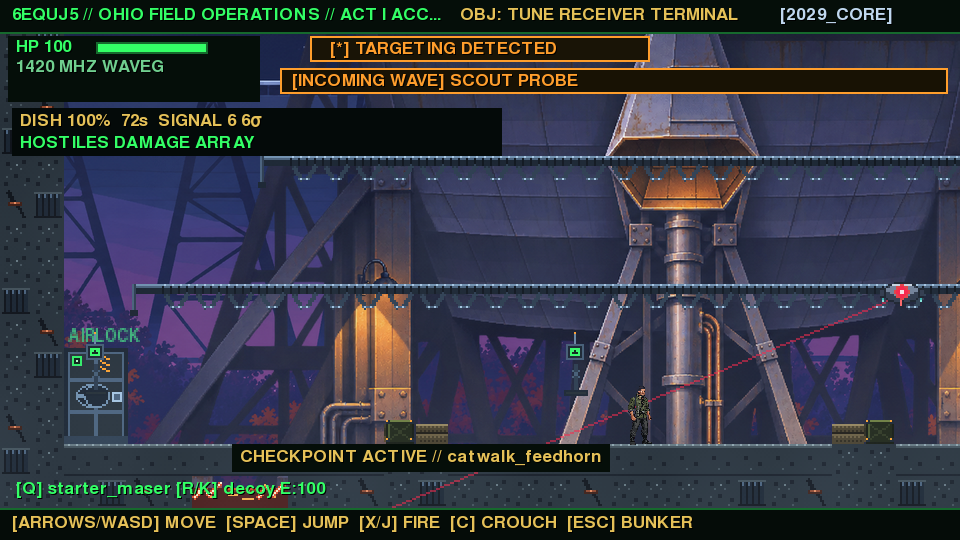 6EQUJ5 // OHIO FIELD OPERATIONS // ACT I ACC... OBJ: TUNE RECEIVER TERMINAL [2029_CORE]
HP 100
[*] TARGETING DETECTED
1420 MHZ WAVEG
[INCOMING WAVE] SCOUT PROBE
DISH 100% 72s SIGNAL 6 6σ
HOSTILES DAMAGE ARRAY
AIRLOCK
CHECKPOINT ACTIVE // catwalk_feedhorn
[Q] starter_maser [R/K] decoy E:100
[ARROWS/WASD] MOVE [SPACE] JUMP [X/J] FIRE [C] CROUCH [ESC] BUNKER